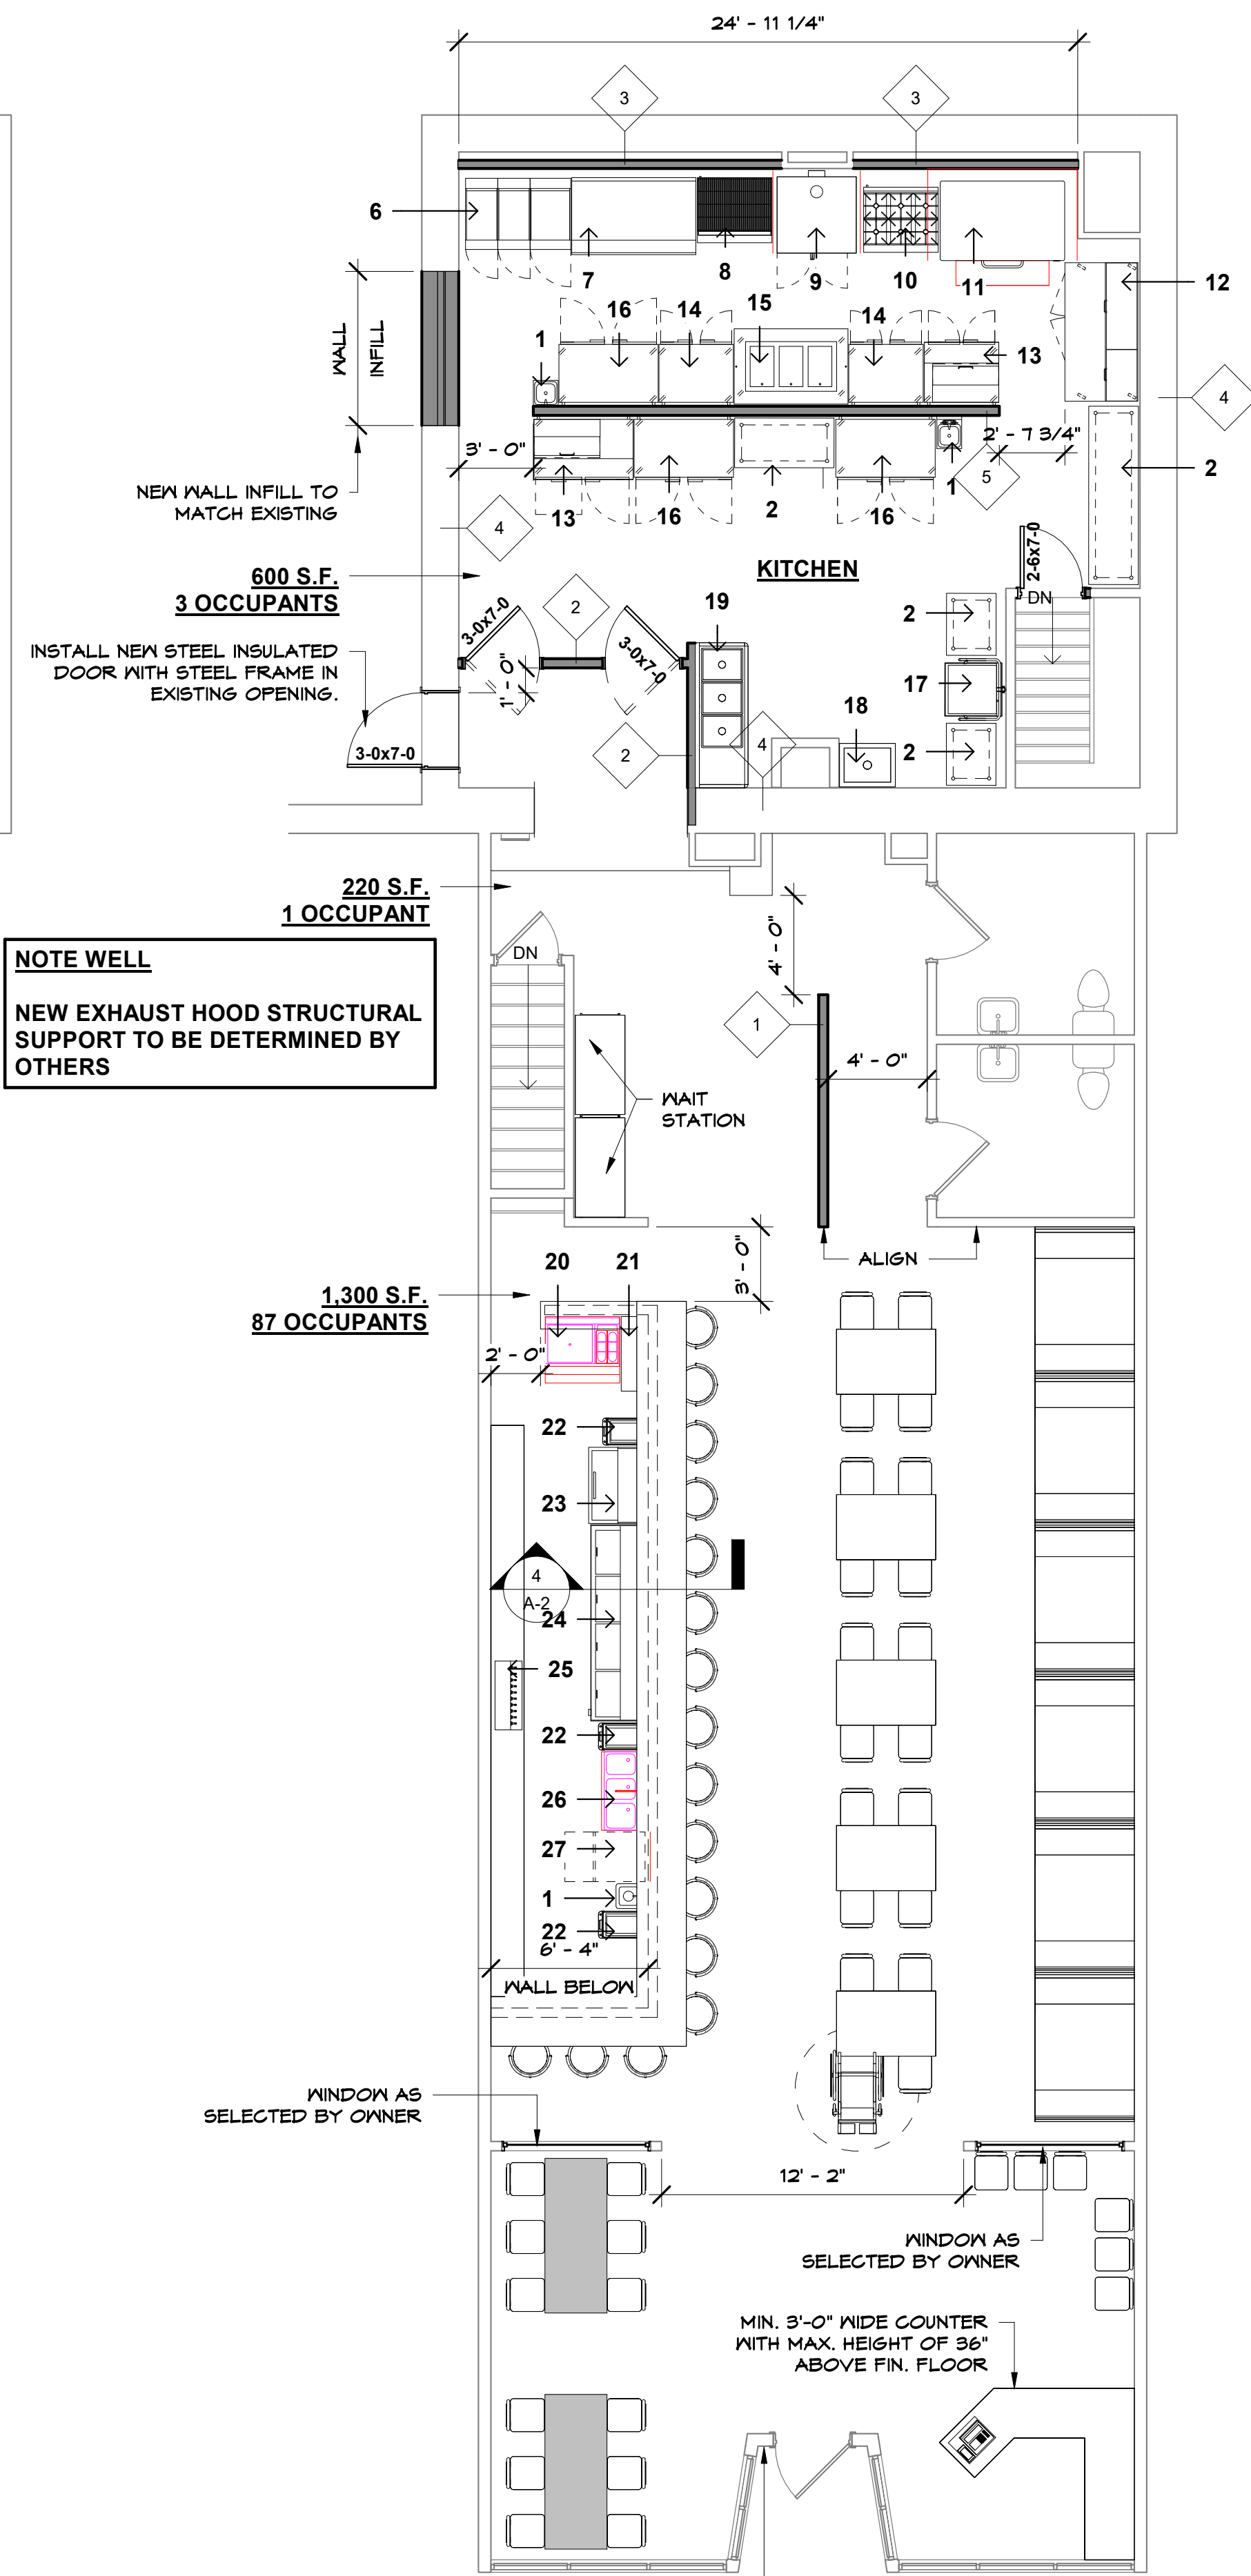 24' - 11 1/4"
3
3
6
7
8
9
10
11
12
WALL
INFILL
16
14
15
14
1
13
4
3' - 0"
2' - 7 3/4"
5
2
NEW WALL INFILL TO
MATCH EXISTING
13
16
2
16
1
4
2-6x7-0
KITCHEN
600 S.F.
3 OCCUPANTS
2
19
DN
2
3-0x7-0
3-0x7-0
INSTALL NEW STEEL INSULATED
DOOR WITH STEEL FRAME IN
EXISTING OPENING.
1' - 0"
17
18
2
4
2
3-0x7-0
220 S.F.
1 OCCUPANT
4' - 0"
DN
NOTE WELL
NEW EXHAUST HOOD STRUCTURAL
SUPPORT TO BE DETERMINED BY
OTHERS
1
4' - 0"
WAIT
STATION
3' - 0"
ALIGN
20
21
1,300 S.F.
87 OCCUPANTS
2' - 0"
22
23
4
A-2
24
25
22
26
27
1
22
6' - 4"
WALL BELOW
WINDOW AS
SELECTED BY OWNER
12' - 2"
WINDOW AS
SELECTED BY OWNER
MIN. 3'-0" WIDE COUNTER
WITH MAX. HEIGHT OF 36"
ABOVE FIN. FLOOR